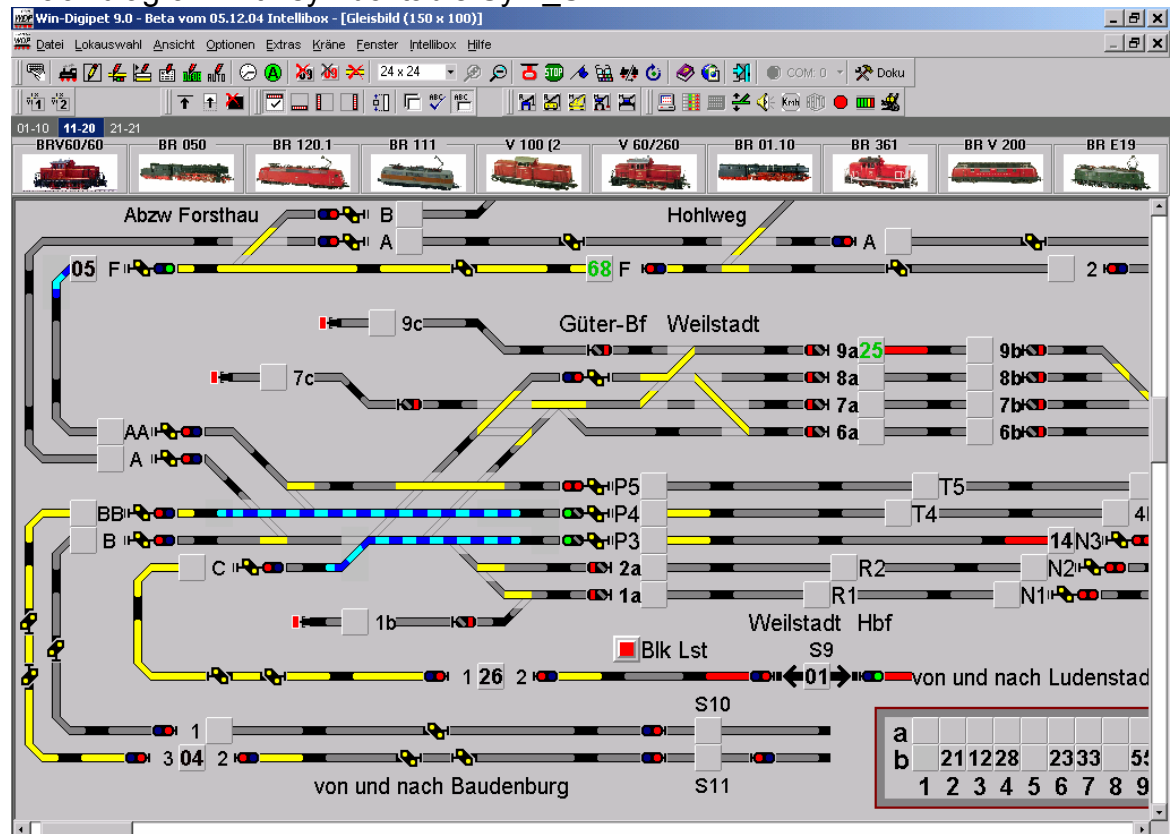 Win-Digipet 9.0 - Beta vom 05.12.04 Intellibox - [Gleisbild (150 x 100)]
Datei Lokauswahl Ansicht Optionen Extras Kräne Fenster Intellibox Hilfe
24 x 24 STOP COM: 0 Doku
1 2 ABC ABC Kmh
01-10 11-20 21-21
BRV60/60 BR 050 BR 120.1 BR 111 V 100 (2 V 60/260 BR 01.10 BR 361 BR V 200 BR E19
Abzw Forsthau B Hohlweg
A A
05 F 68 F 2
9c Güter-Bf Weilstadt
9a 25 9b
7c 8a 8b
7a 7b
AA 6a 6b
A
P5 T5
BB P4 T4
B P3 14 N3
C 2a R2 N2
1a R1 N1
1b Weilstadt Hbf
Blk Lst S9
1 26 2 01 von und nach Ludenstad
S10
1 a
3 04 2 b 21 12 28 23 33
von und nach Baudenburg S11 1 2 3 4 5 6 7 8 9